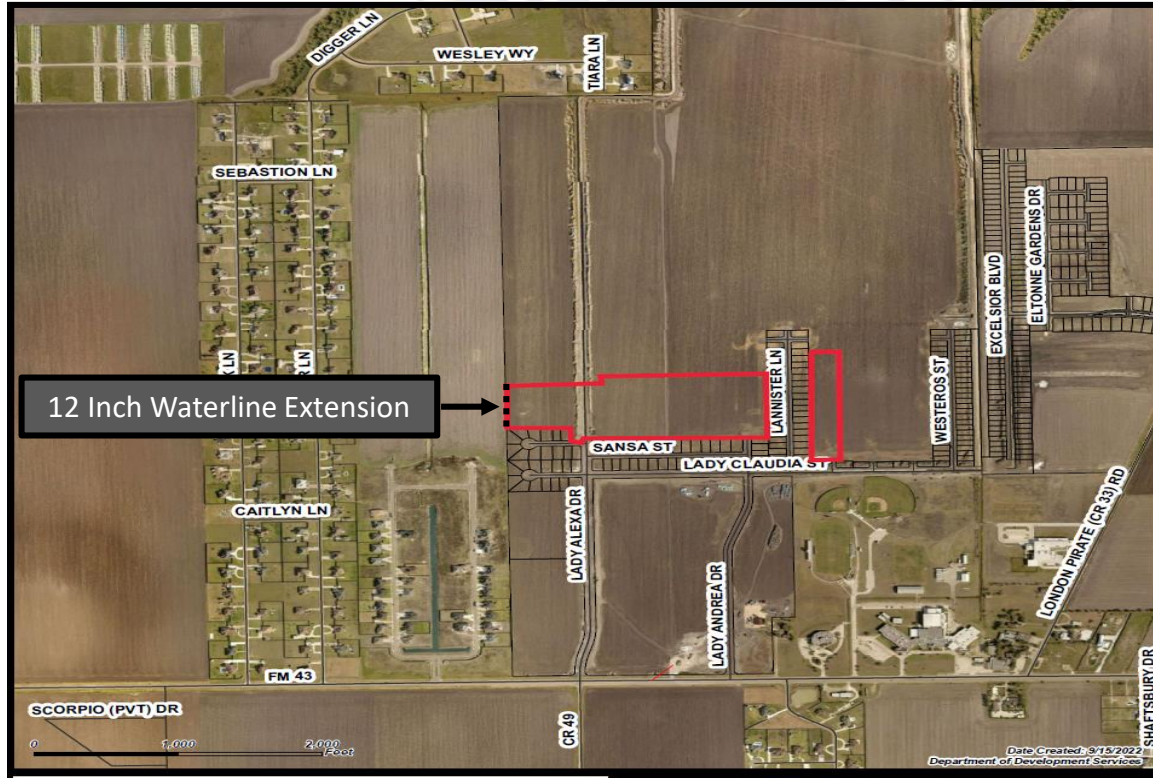 DIGGER LN
WESLEY WY
TIARA LN
SEBASTION LN
ELTONNE GARDENS DR
EXCELSIOR BLVD
LN
LN
LANNISTER LN
WESTEROS ST
12 Inch Waterline Extension
SANSA ST
LADY CLAUDIA ST
CAITLYN LN
LADY ALEXA DR
LADY ANDREA DR
LONDON PIRATE (CR 33) RD
FM 43
SHAFTSBURY DR
SCORPIO (PVT) DR
CR 49
0 1,000 2,000
Feet
Date Created: 9/15/2022
Department of Development Services